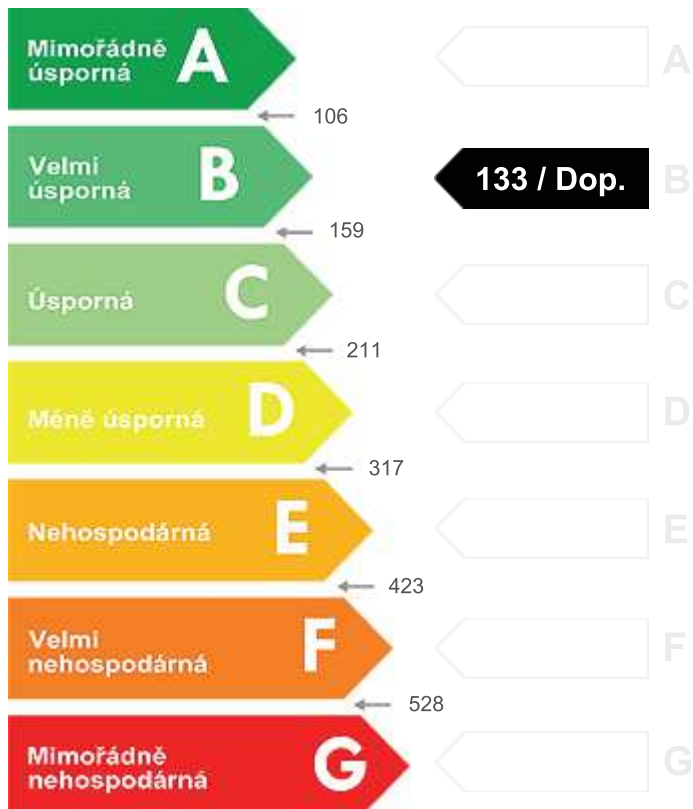 Mimořádně
úsporná
A
A
106
Velmi
úsporná
B
133 / Dop.
B
159
Úsporná
C
C
211
Méně úsporná
D
D
317
Nehospodárná
E
E
423
Velmi
nehospodárná
F
F
528
Mimořádně
nehospodárná
G
G